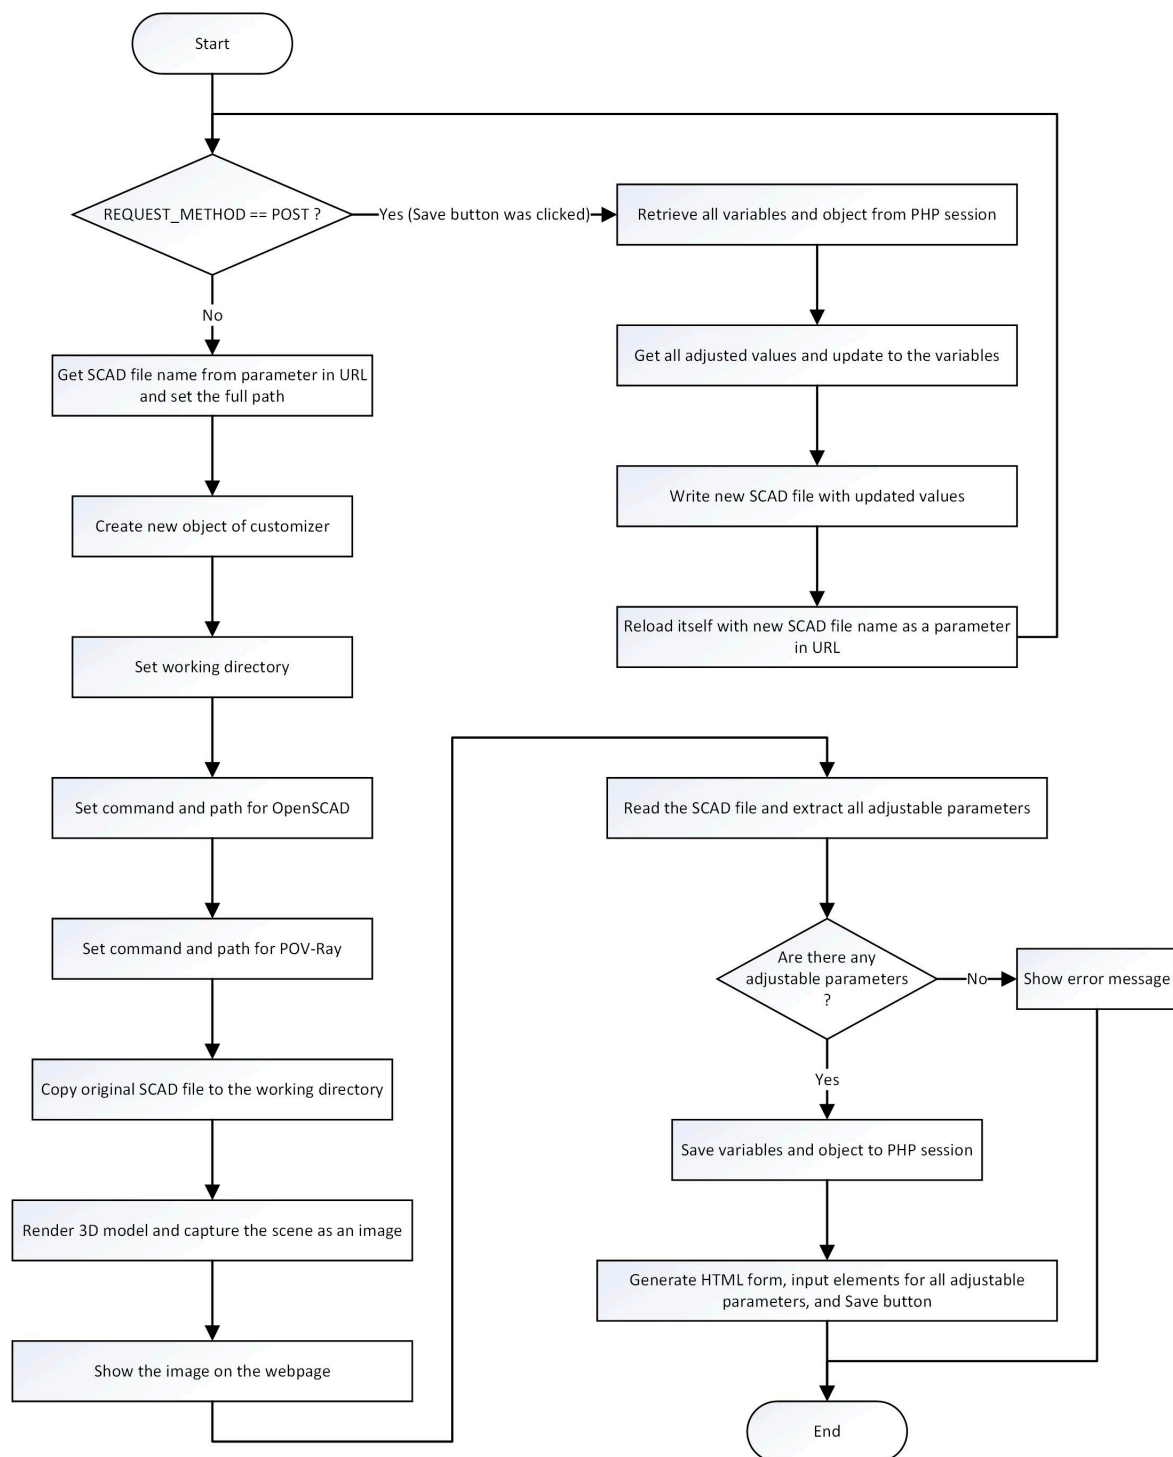 Start
REQUEST_METHOD == POST ?
Yes (Save button was clicked)
Retrieve all variables and object from PHP session
Get all adjusted values and update to the variables
Write new SCAD file with updated values
Reload itself with new SCAD file name as a parameter
in URL
No
Get SCAD file name from parameter in URL
and set the full path
Create new object of customizer
Set working directory
Set command and path for OpenSCAD
Set command and path for POV-Ray
Copy original SCAD file to the working directory
Render 3D model and capture the scene as an image
Show the image on the webpage
Read the SCAD file and extract all adjustable parameters
Are there any
adjustable parameters
?
No
Show error message
Yes
Save variables and object to PHP session
Generate HTML form, input elements for all adjustable
parameters, and Save button
End